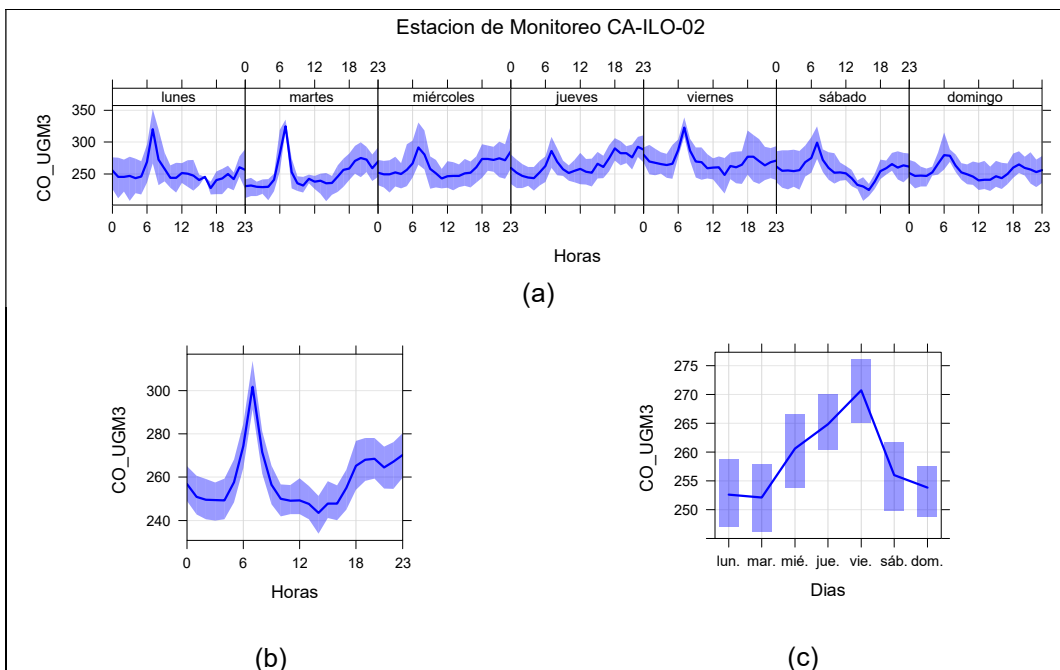 Estacion de Monitoreo CA-ILO-02
0 6 12 18 23 0 6 12 18 23 0 6 12 18 23
lunes martes miércoles jueves viernes sábado domingo
CO_UGM3
350
300
250
0 6 12 18 23 0 6 12 18 23 0 6 12 18 23 0 6 12 18 23
Horas
(a)
CO_UGM3
300
280
260
240
0 6 12 18 23
Horas
(b)
CO_UGM3
275
270
265
260
255
250
lun. mar. mié. jue. vie. sáb. dom.
Dias
(c)